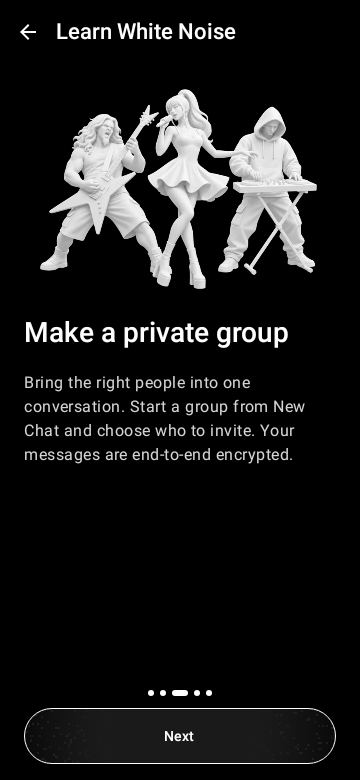 Learn White Noise
Make a private group
Bring the right people into one
conversation. Start a group from New
Chat and choose who to invite. Your
messages are end-to-end encrypted.
Next